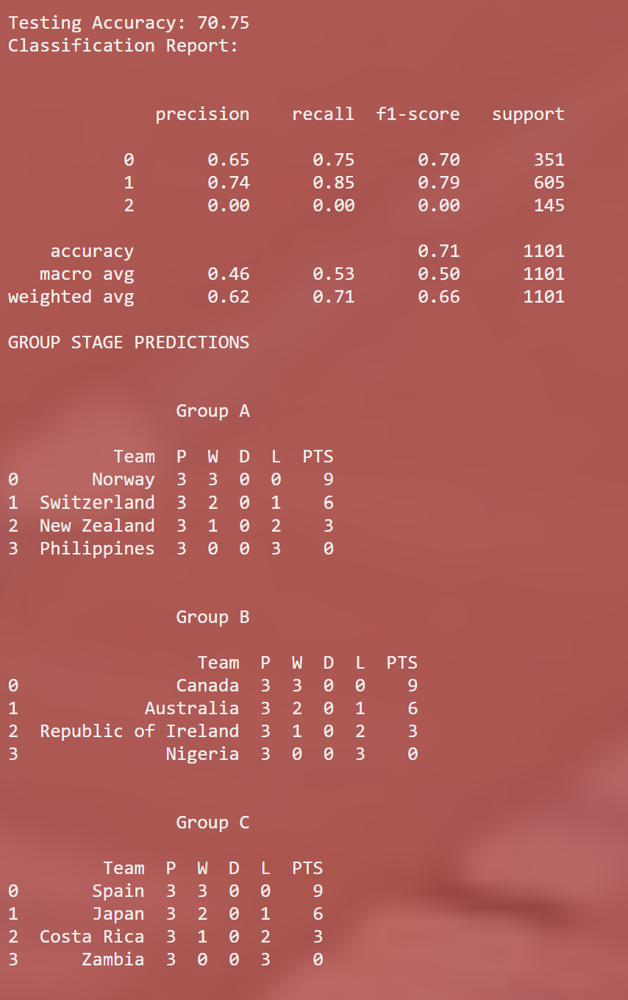 Testing Accuracy: 70.75
Classification Report:
precision recall f1-score support
0 0.65 0.75 0.70 351
1 0.74 0.85 0.79 605
2 0.00 0.00 0.00 145
accuracy 0.71 1101
macro avg 0.46 0.53 0.50 1101
weighted avg 0.62 0.71 0.66 1101
GROUP STAGE PREDICTIONS
Group A
Team P W D L PTS
0 Norway 3 3 0 0 9
1 Switzerland 3 2 0 1 6
2 New Zealand 3 1 0 2 3
3 Philippines 3 0 0 3 0
Group B
Team P W D L PTS
0 Canada 3 3 0 0 9
1 Australia 3 2 0 1 6
2 Republic of Ireland 3 1 0 2 3
3 Nigeria 3 0 0 3 0
Group C
Team P W D L PTS
0 Spain 3 3 0 0 9
1 Japan 3 2 0 1 6
2 Costa Rica 3 1 0 2 3
3 Zambia 3 0 0 3 0